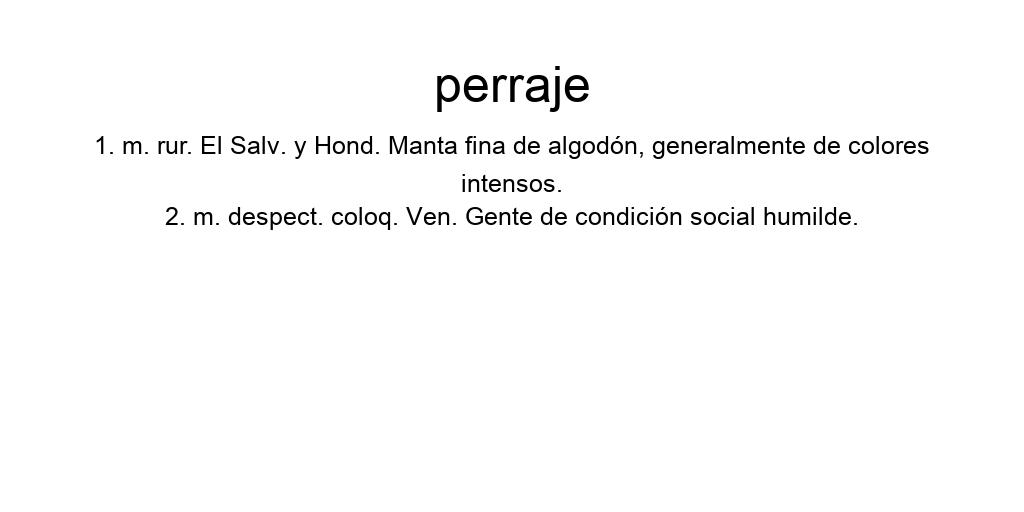 perraje
1. m. rur. El Salv. y Hond. Manta fina de algodón, generalmente de colores
intensos.
2. m. despect. coloq. Ven. Gente de condición social humilde.